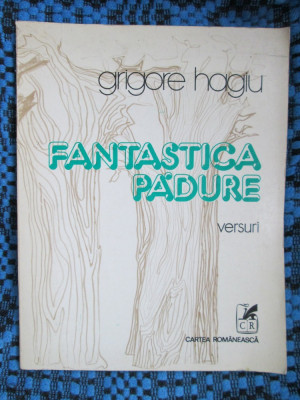 grigore hagiu
FANTASTICA
PĂDURE
versuri
CR
CARTEA ROMÂNEASCĂ